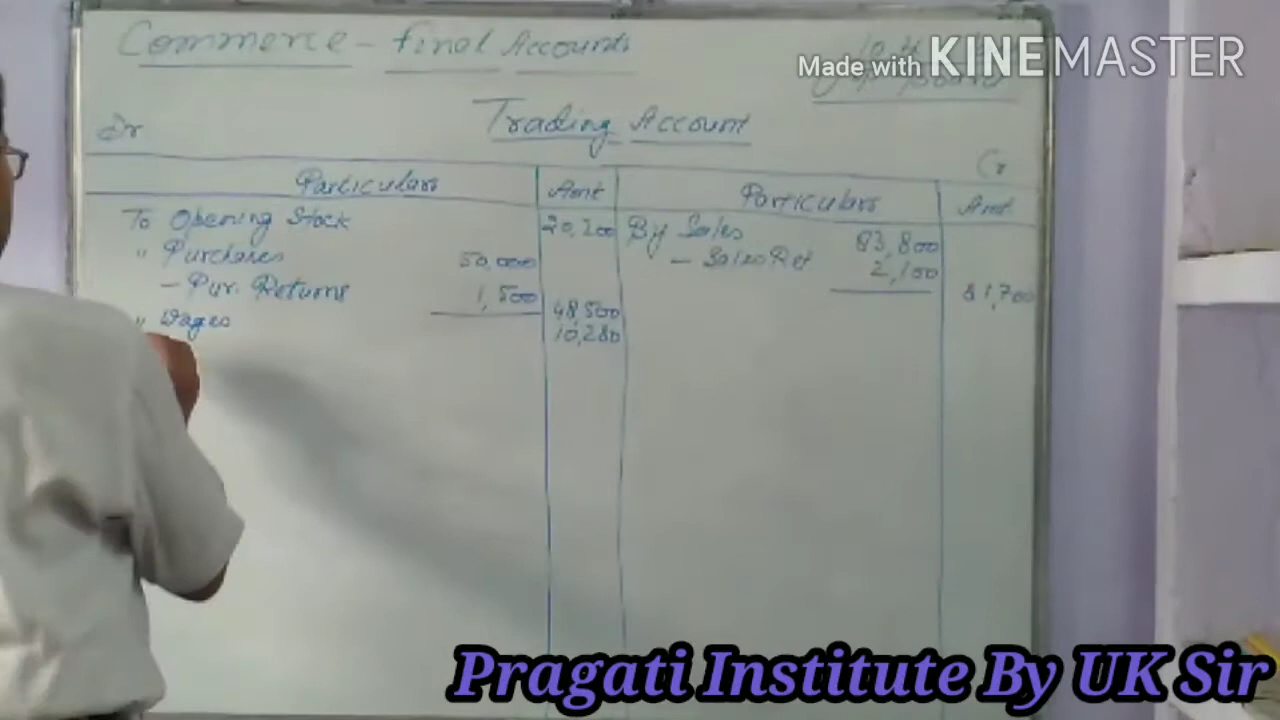 Commerce - Final Accounts
Made with KINEMASTER
Trading Account
Dr
Cr
Particulars Amt Particulars Amt
To Opening Stock 20,200 By Sales 83,800
" Purchases 50,000 - Sales Ret 2,100 81,700
- Pur. Returns 1,500 48,500
" Wages 10,280
Pragati Institute By UK Sir